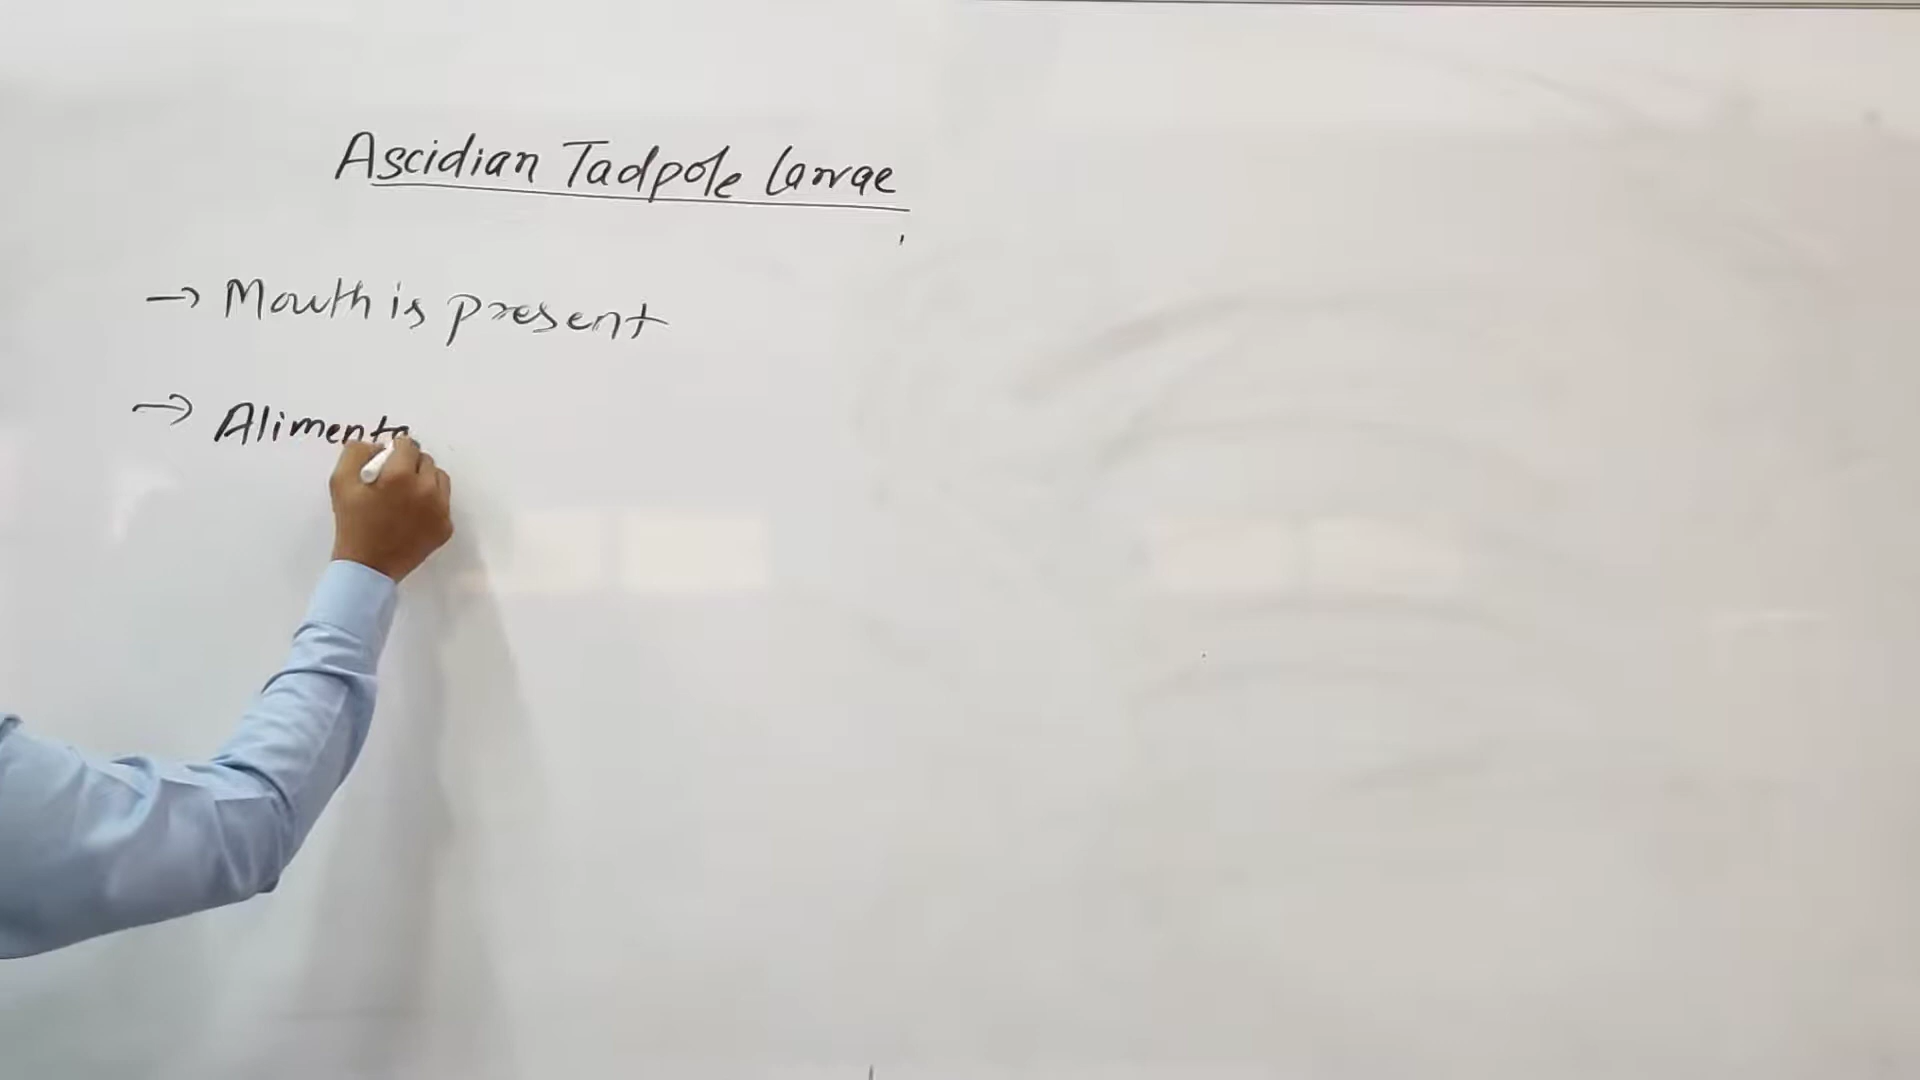 Ascidian Tadpole larvae
→ Mouth is present
→ Alimenta